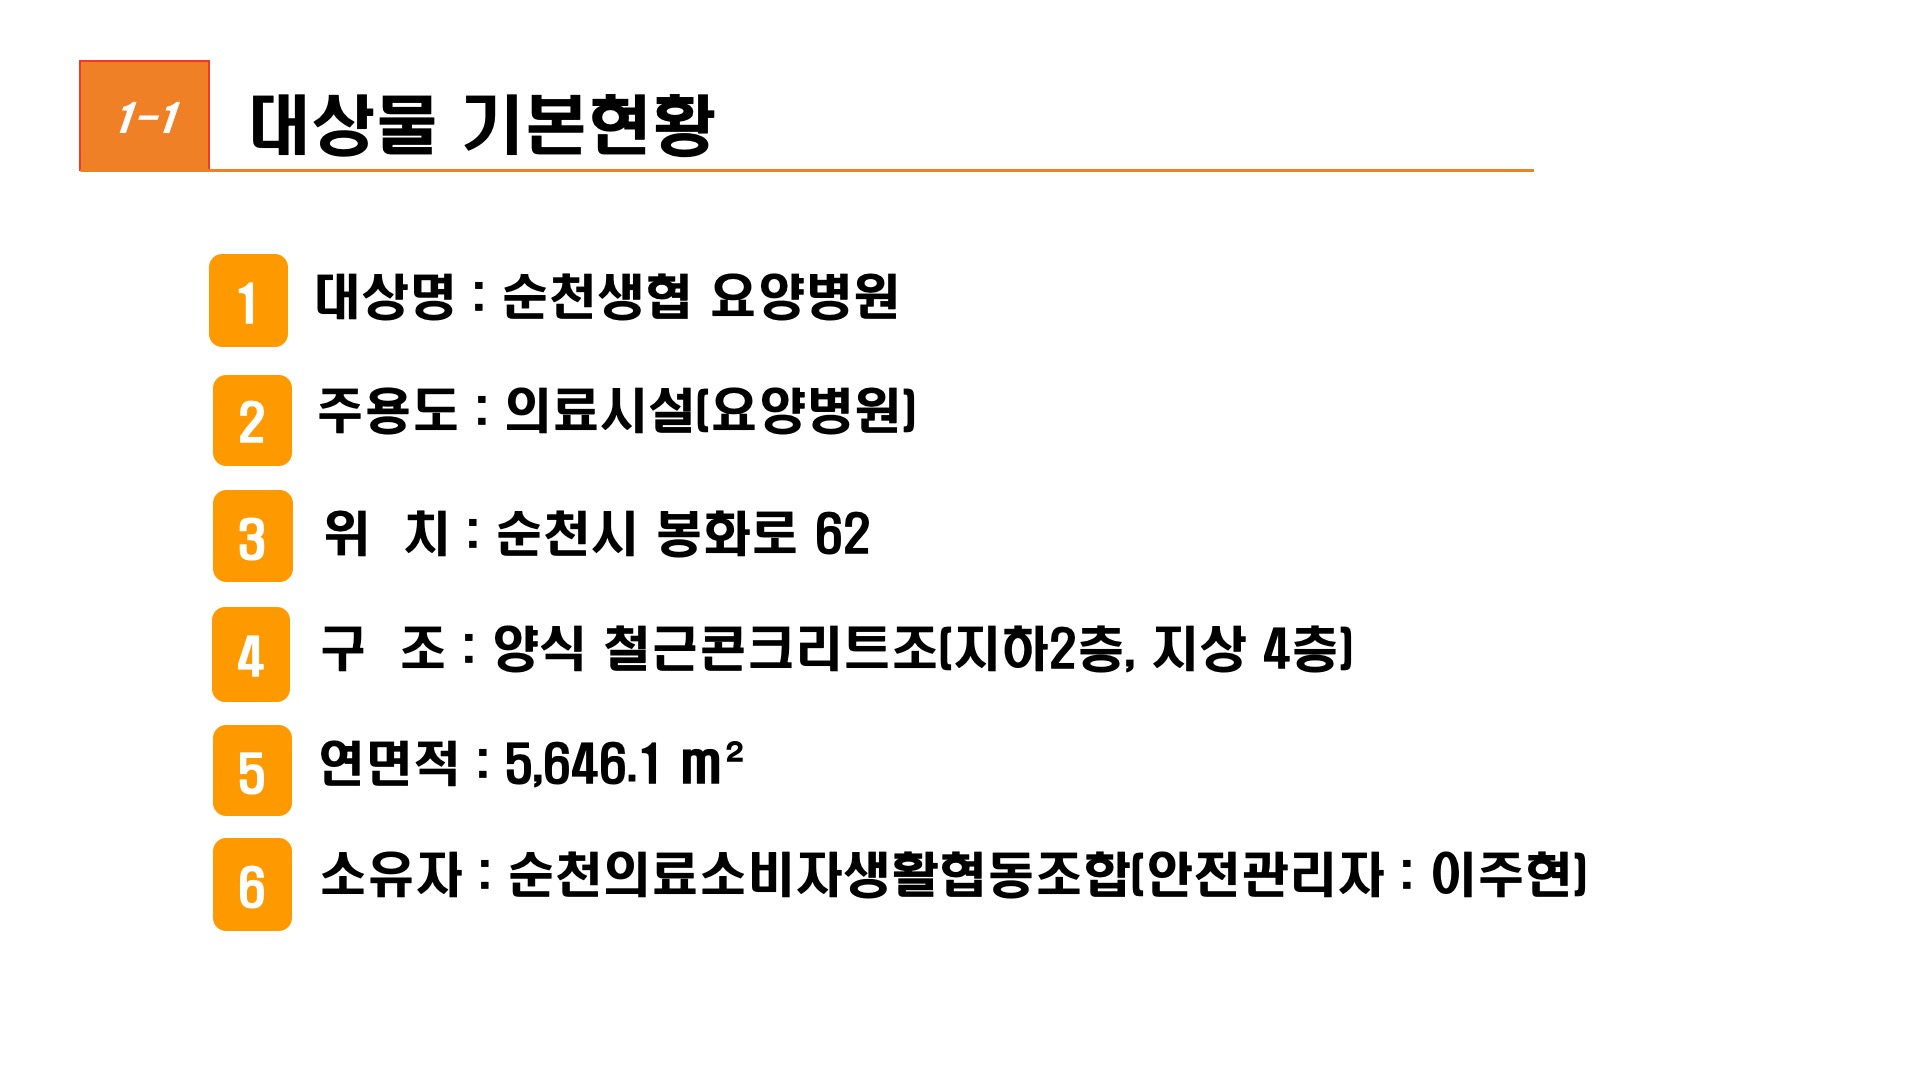 1-1
대상물 기본현황
1 대상명 : 순천생협 요양병원
2 주용도 : 의료시설(요양병원)
3 위 치 : 순천시 봉화로 62
4 구 조 : 양식 철근콘크리트조(지하2층, 지상 4층)
5 연면적 : 5,646.1 m²
6 소유자 : 순천의료소비자생활협동조합(안전관리자 : 이주현)